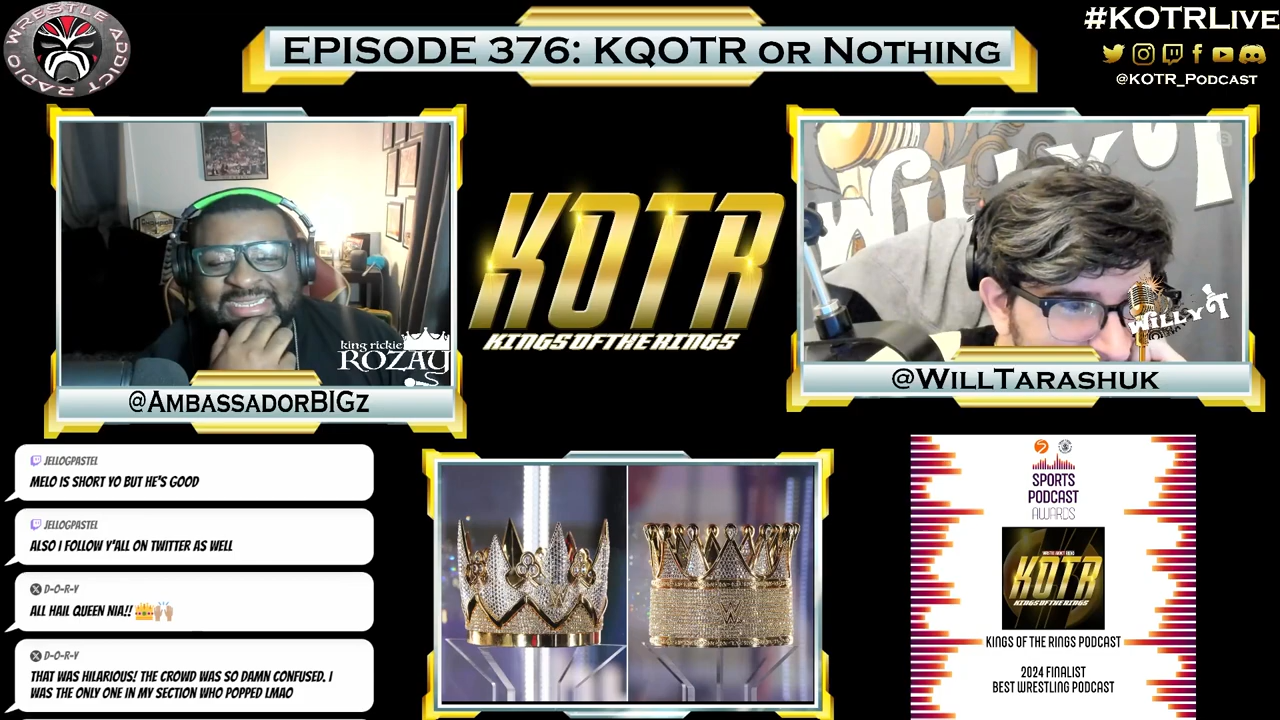 WRESTLE ADDICT RADIO
EPISODE 376: KQOTR OR NOTHING
#KOTRLIVE
@KOTR_PODCAST
WILLY T
KOTR
KINGS OF THE RINGS
king rickie
ROZAY
WILLY T
@AMBASSADORBIGZ
@WILLTARASHUK
JELLOGPASTEL
MELO IS SHORT YO BUT HE'S GOOD
JELLOGPASTEL
ALSO I FOLLOW Y'ALL ON TWITTER AS WELL
D-O-R-Y
ALL HAIL QUEEN NIA!! 👑🙌🏼
D-O-R-Y
THAT WAS HILARIOUS! THE CROWD WAS SO DAMN CONFUSED. I
WAS THE ONLY ONE IN MY SECTION WHO POPPED LMAO
W
SPORTS
PODCAST
AWARDS
KOTR
KINGS OF THE RINGS
KINGS OF THE RINGS PODCAST
2024 FINALIST
BEST WRESTLING PODCAST